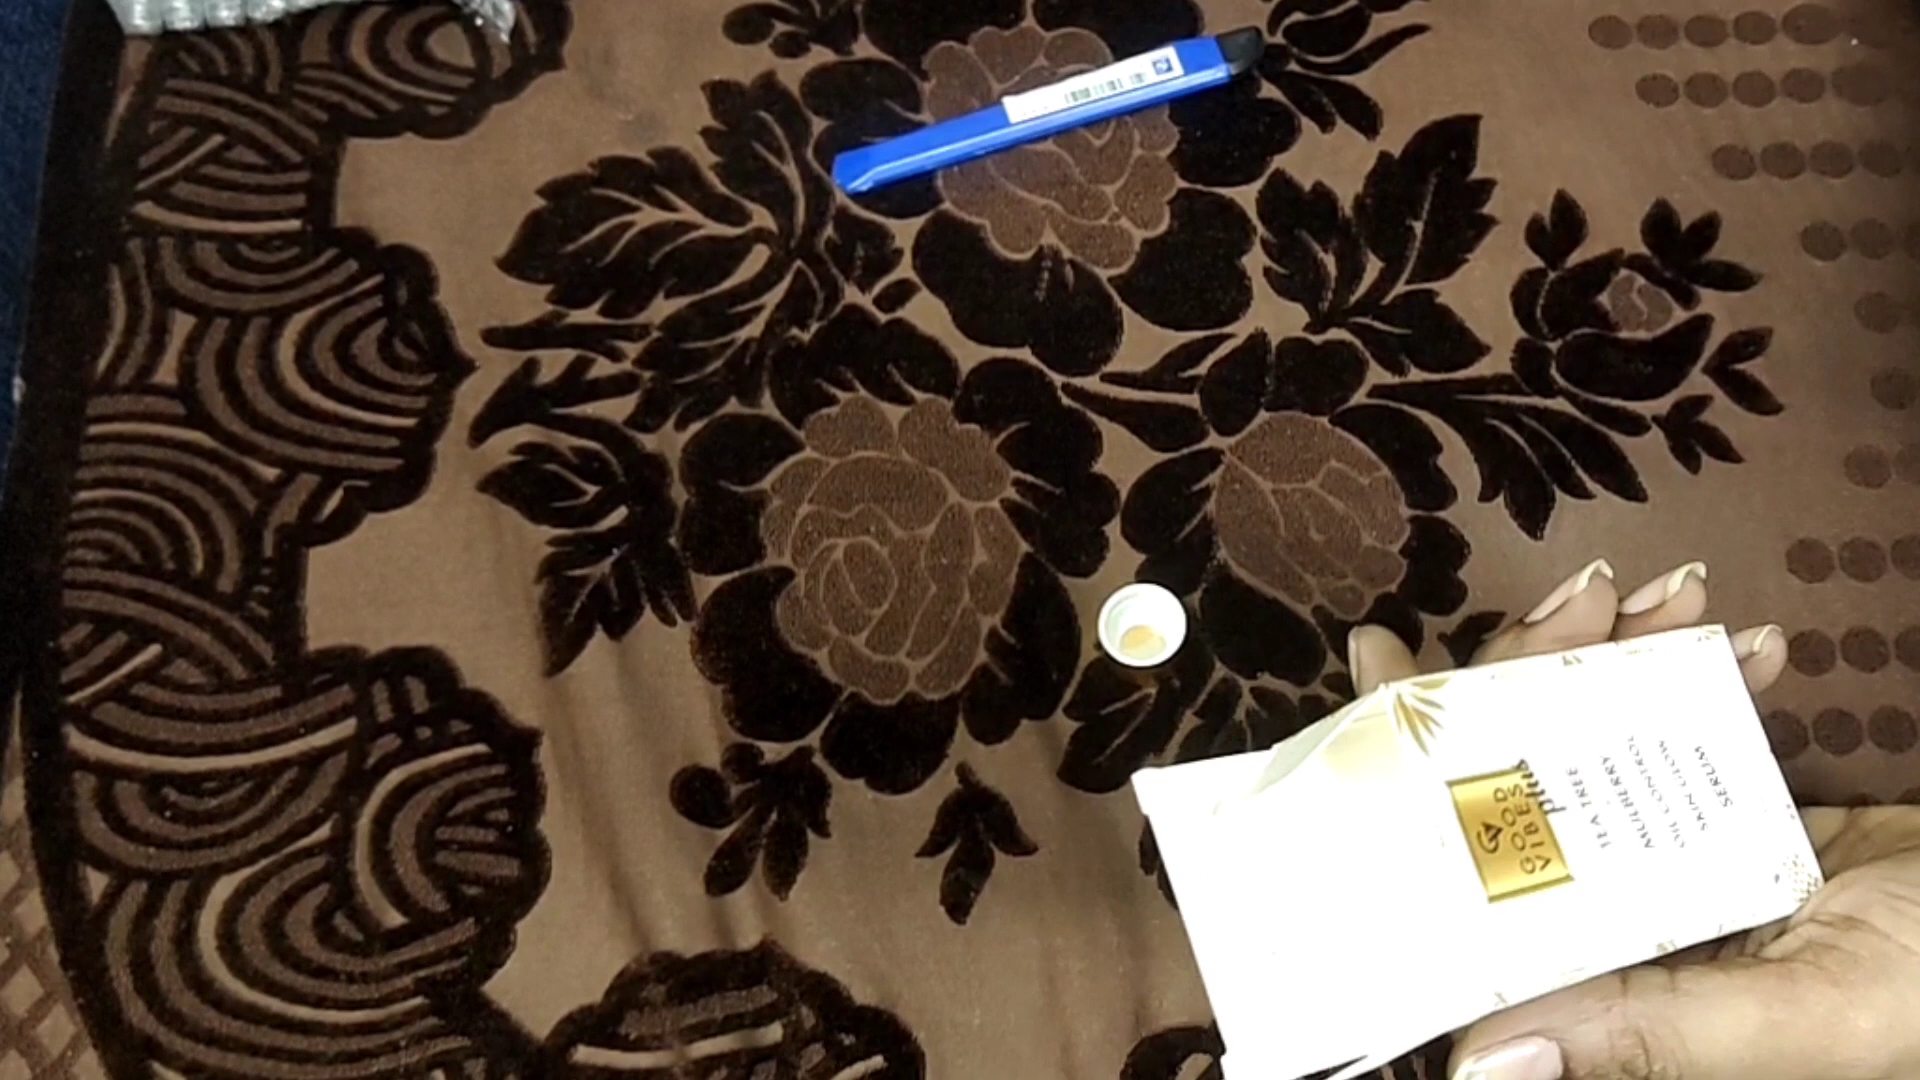 GOOD
VIBES
plus
TEA TREE
MULBERRY
OIL CONTROL
SKIN GLOW
SERUM